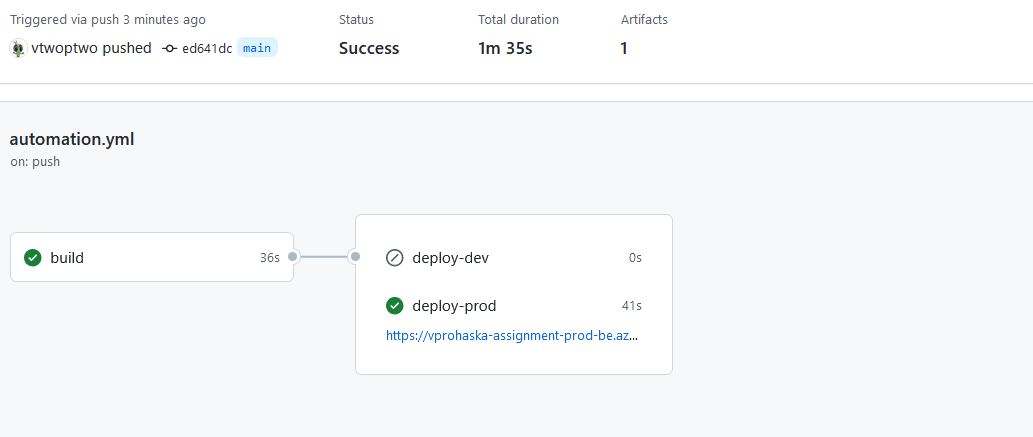 Triggered via push 3 minutes ago
Status
Total duration
Artifacts
vtwoptwo pushed ed641dc main
Success
1m 35s
1
automation.yml
on: push
build 36s
deploy-dev 0s
deploy-prod 41s
https://vprohaska-assignment-prod-be.az...